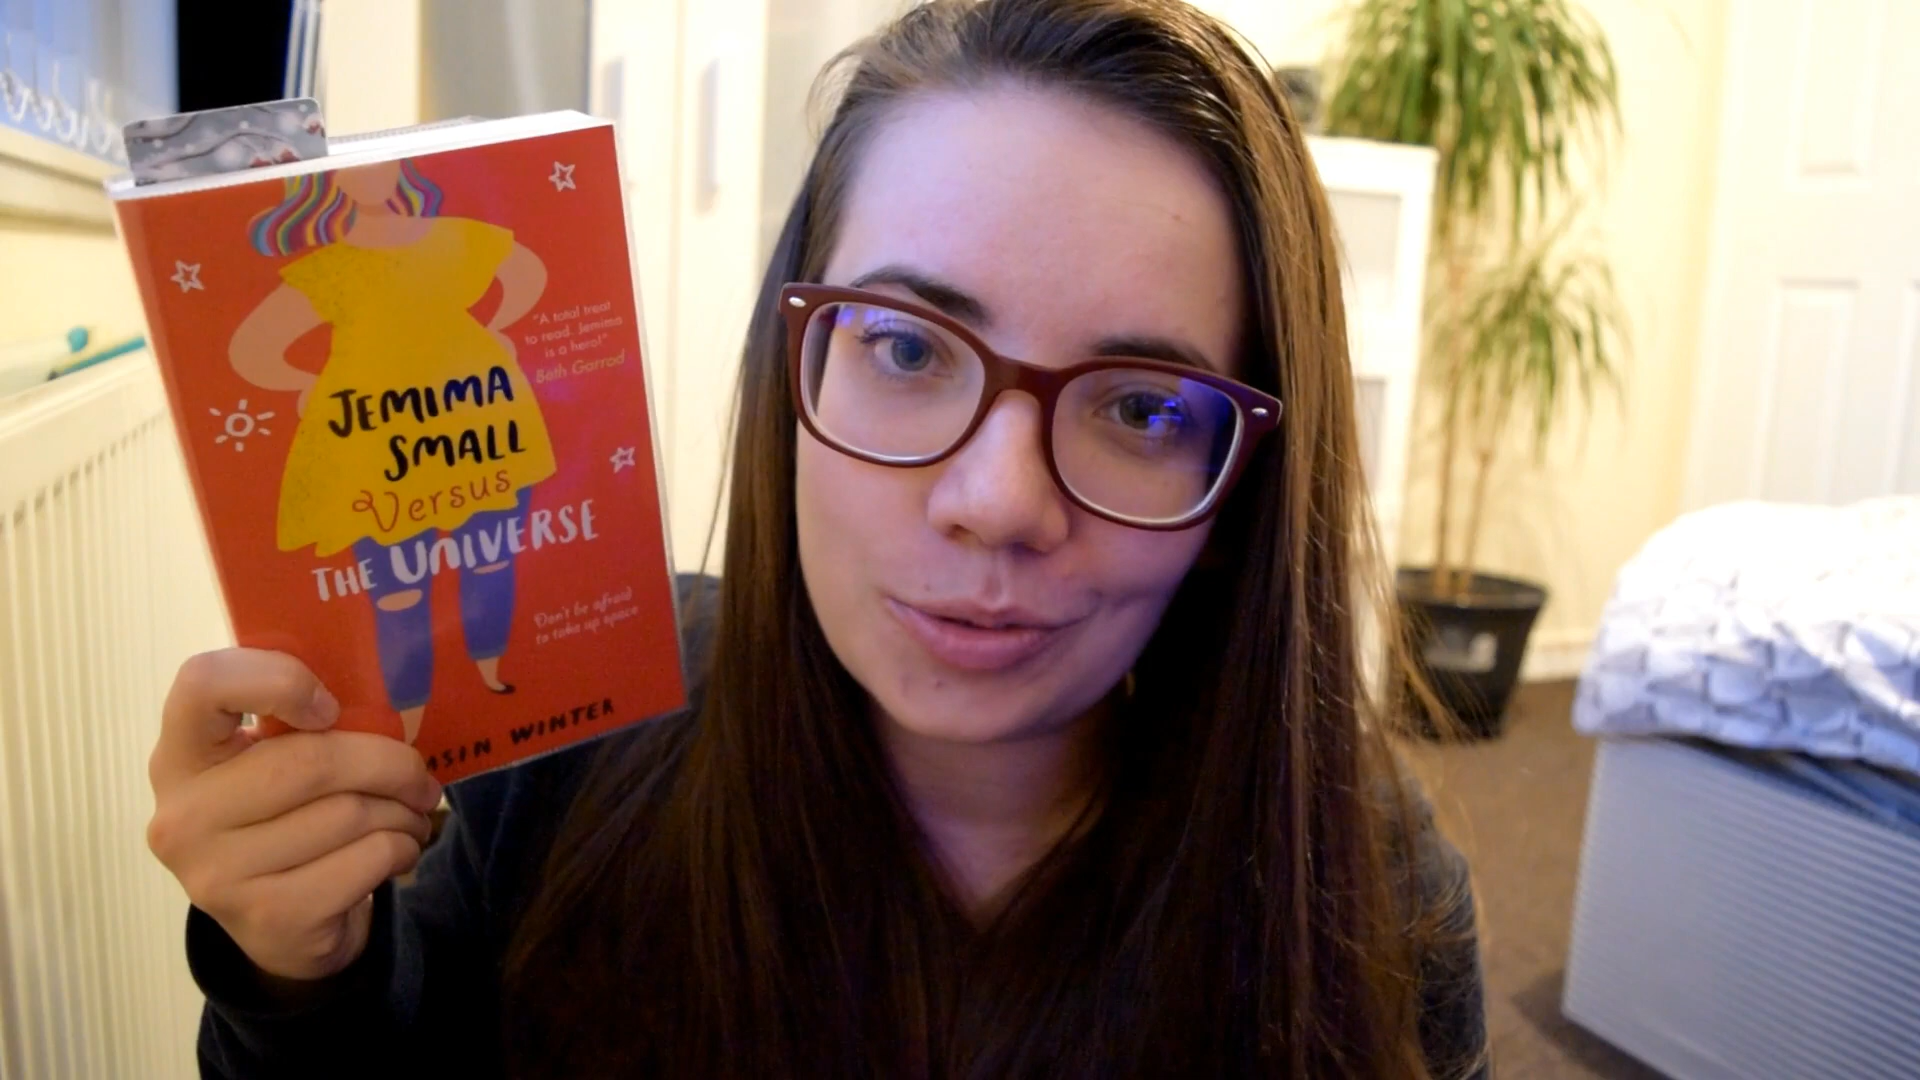 "A total treat
to read. Jemima
is a hero!"
Beth Garrod
JEMIMA
SMALL
Versus
THE UNIVERSE
Don't be afraid
to take up space
ASIN WINTER